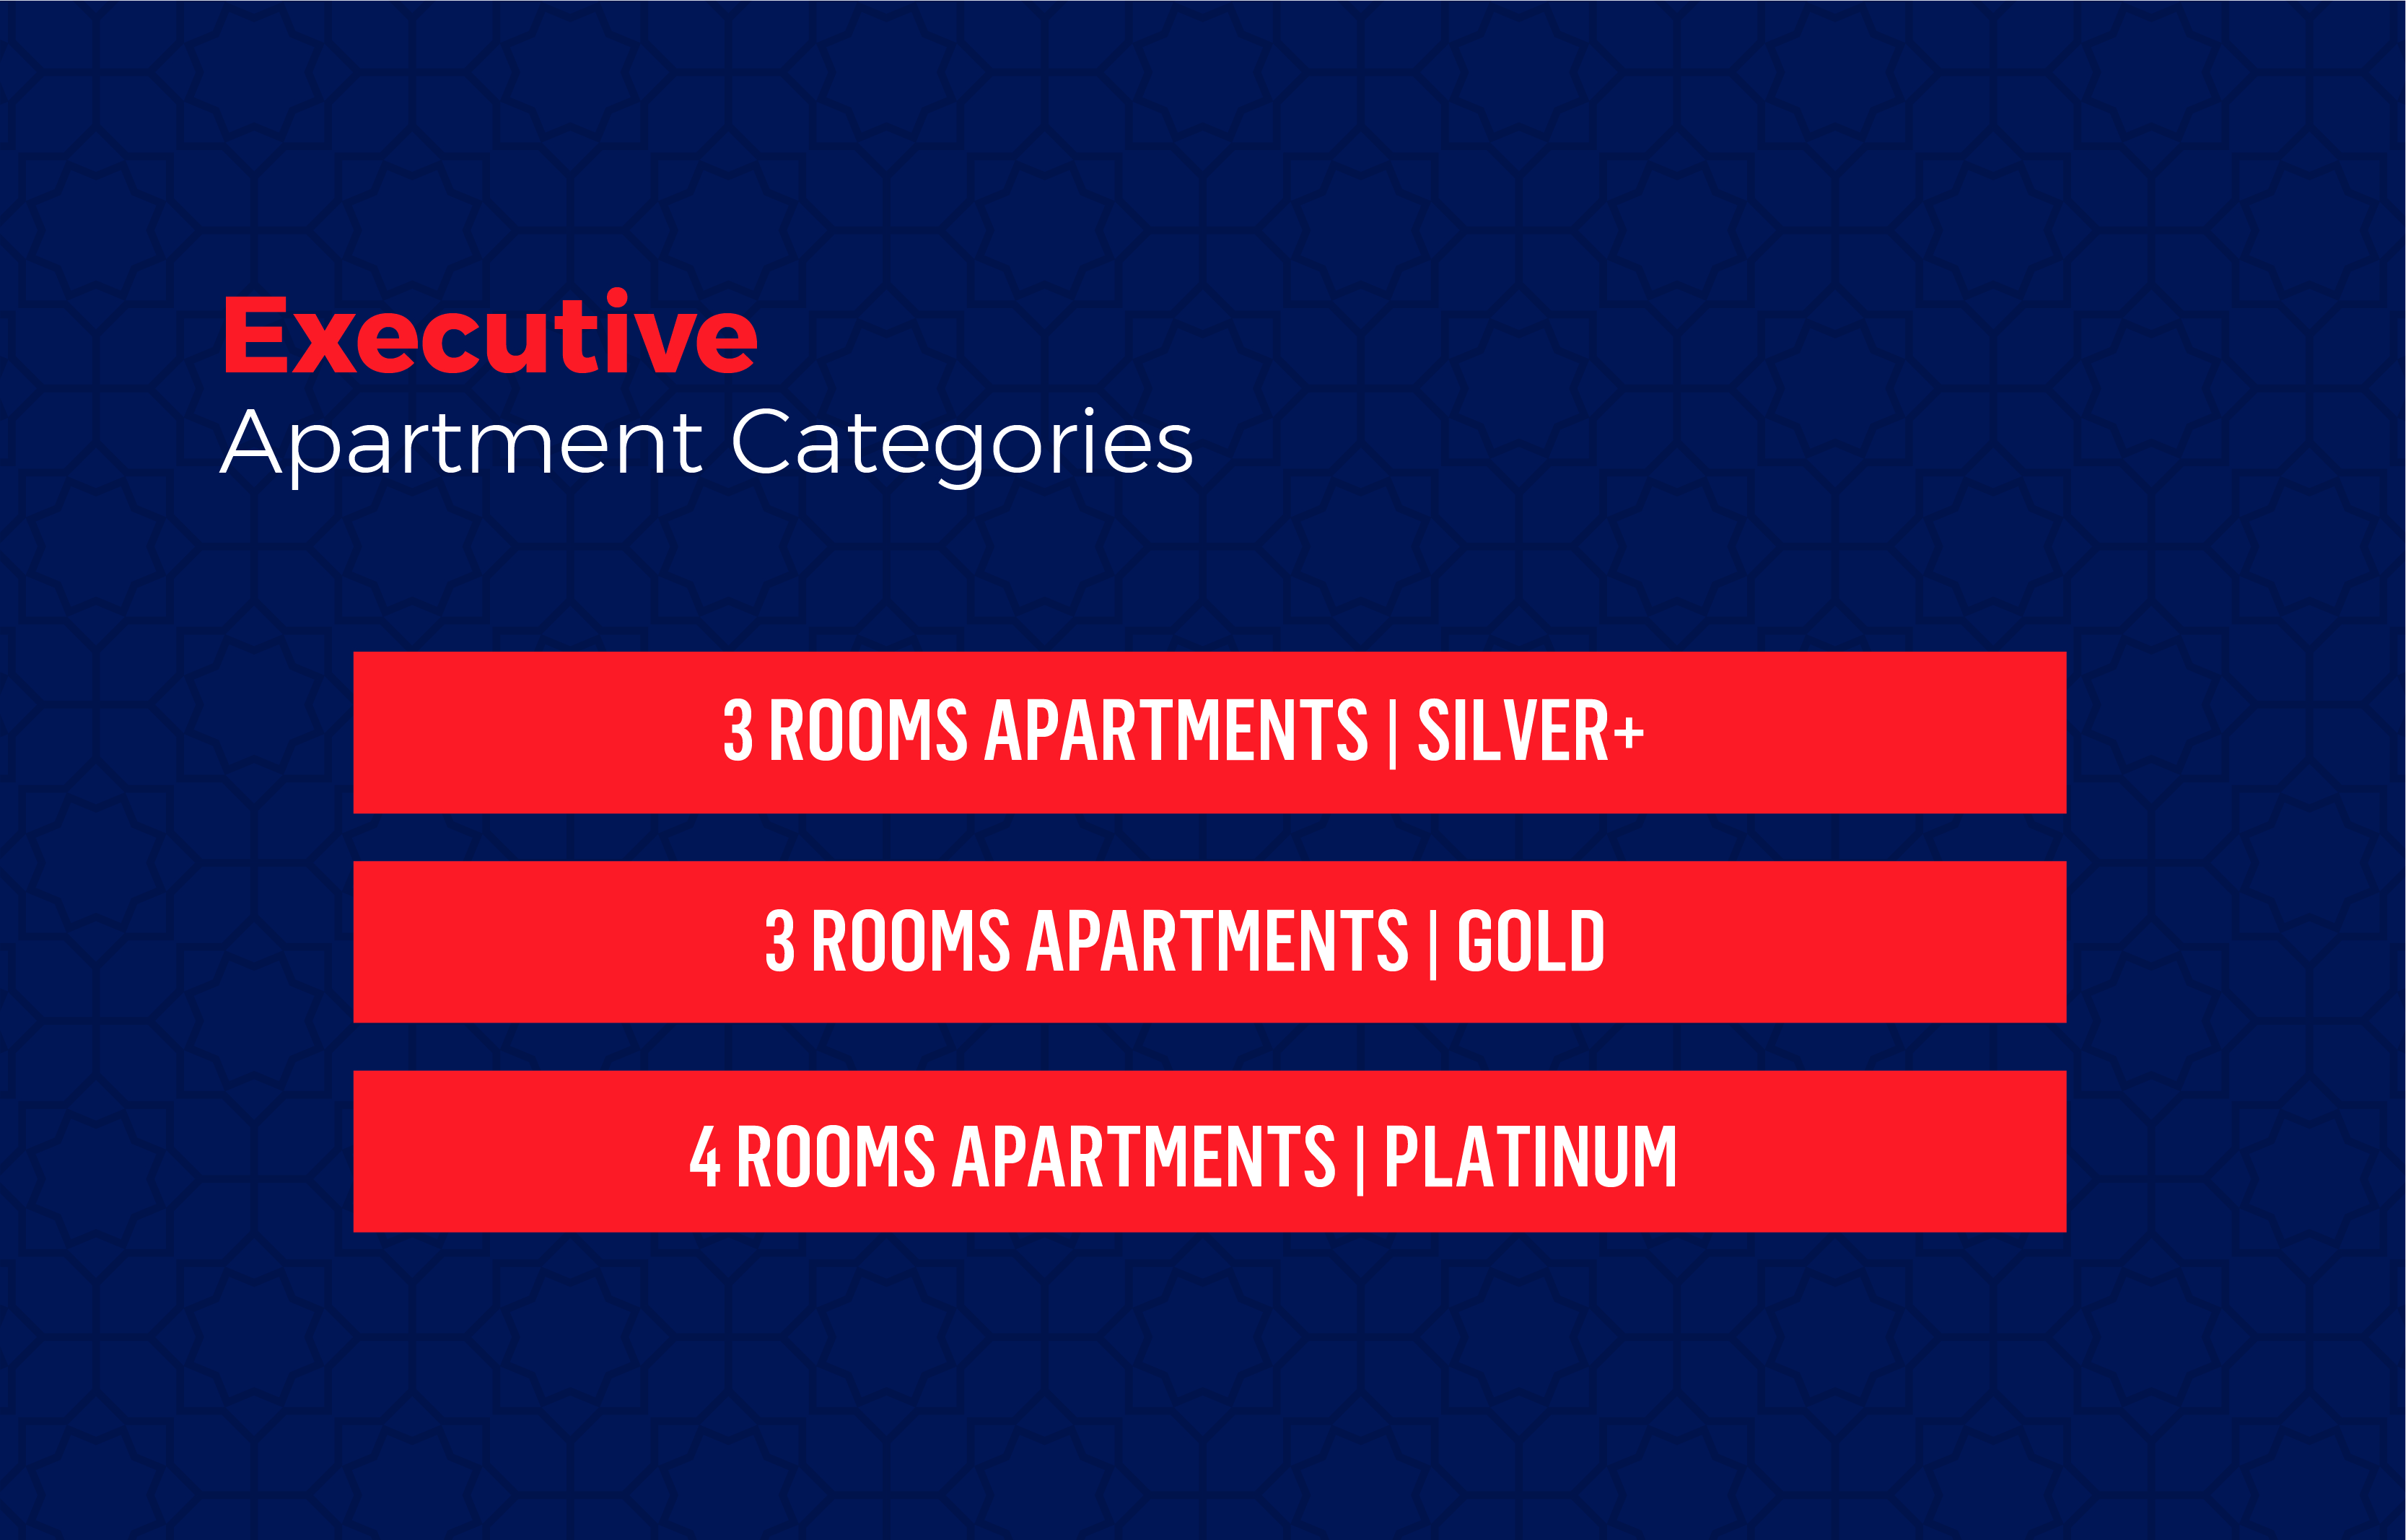 Executive
Apartment Categories
3 ROOMS APARTMENTS | SILVER+
3 ROOMS APARTMENTS | GOLD
4 ROOMS APARTMENTS | PLATINUM